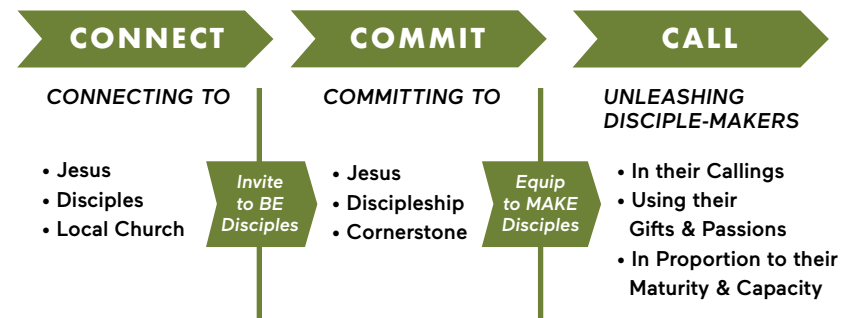 CONNECT
COMMIT
CALL
CONNECTING TO
COMMITTING TO
UNLEASHING
DISCIPLE-MAKERS
• Jesus
• Disciples
• Local Church
Invite
to BE
Disciples
• Jesus
• Discipleship
• Cornerstone
Equip
to MAKE
Disciples
• In their Callings
• Using their
Gifts & Passions
• In Proportion to their
Maturity & Capacity